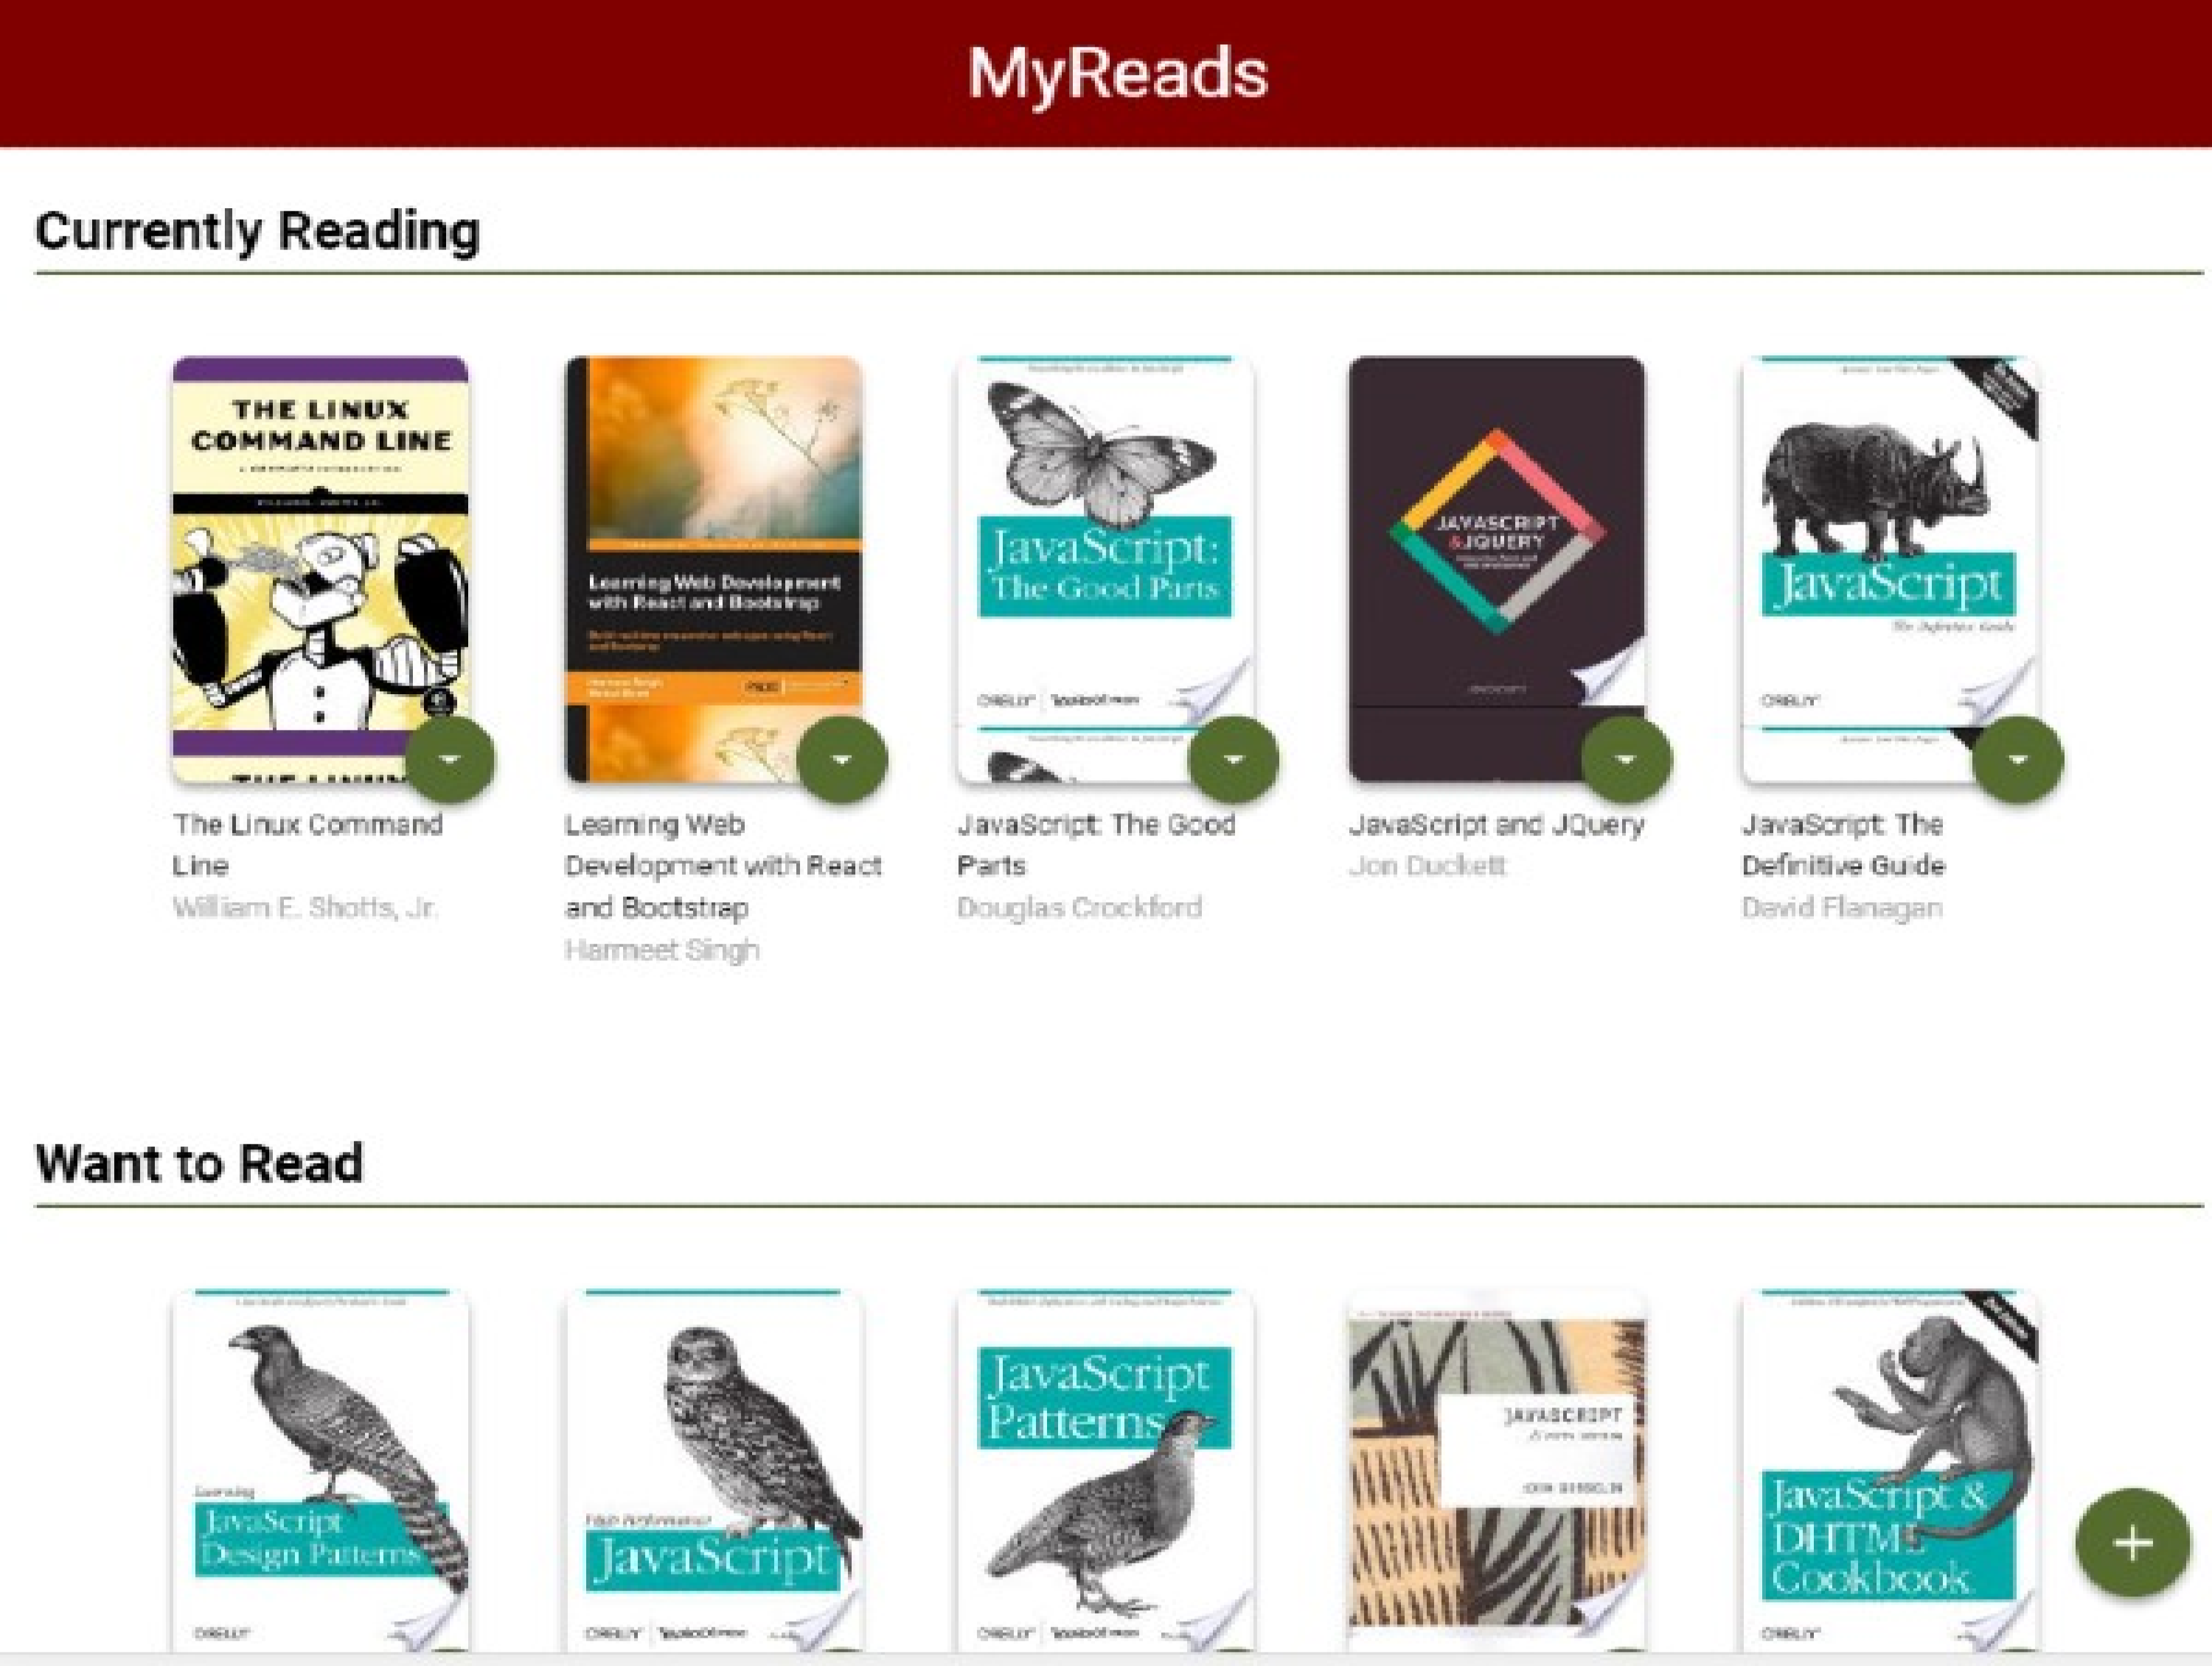 MyReads
Currently Reading
THE LINUX
COMMAND LINE
Learning Web Development
with React and Bootstrap
Harmeet Singh
JavaScript:
The Good Parts
O'REILLY
JAVASCRIPT
&JQUERY
JavaScript
The Definitive Guide
O'REILLY
THE LINUX
The Linux Command
Line
William E. Shotts, Jr.
Learning Web
Development with React
and Bootstrap
Harmeet Singh
JavaScript: The Good
Parts
Douglas Crockford
JavaScript and JQuery
Jon Duckett
JavaScript: The
Definitive Guide
David Flanagan
Want to Read
Learning
JavaScript
Design Patterns
O'REILLY
High Performance
JavaScript
O'REILLY
JavaScript
Patterns
O'REILLY
JAVASCRIPT
JavaScript &
DHTML
Cookbook
O'REILLY